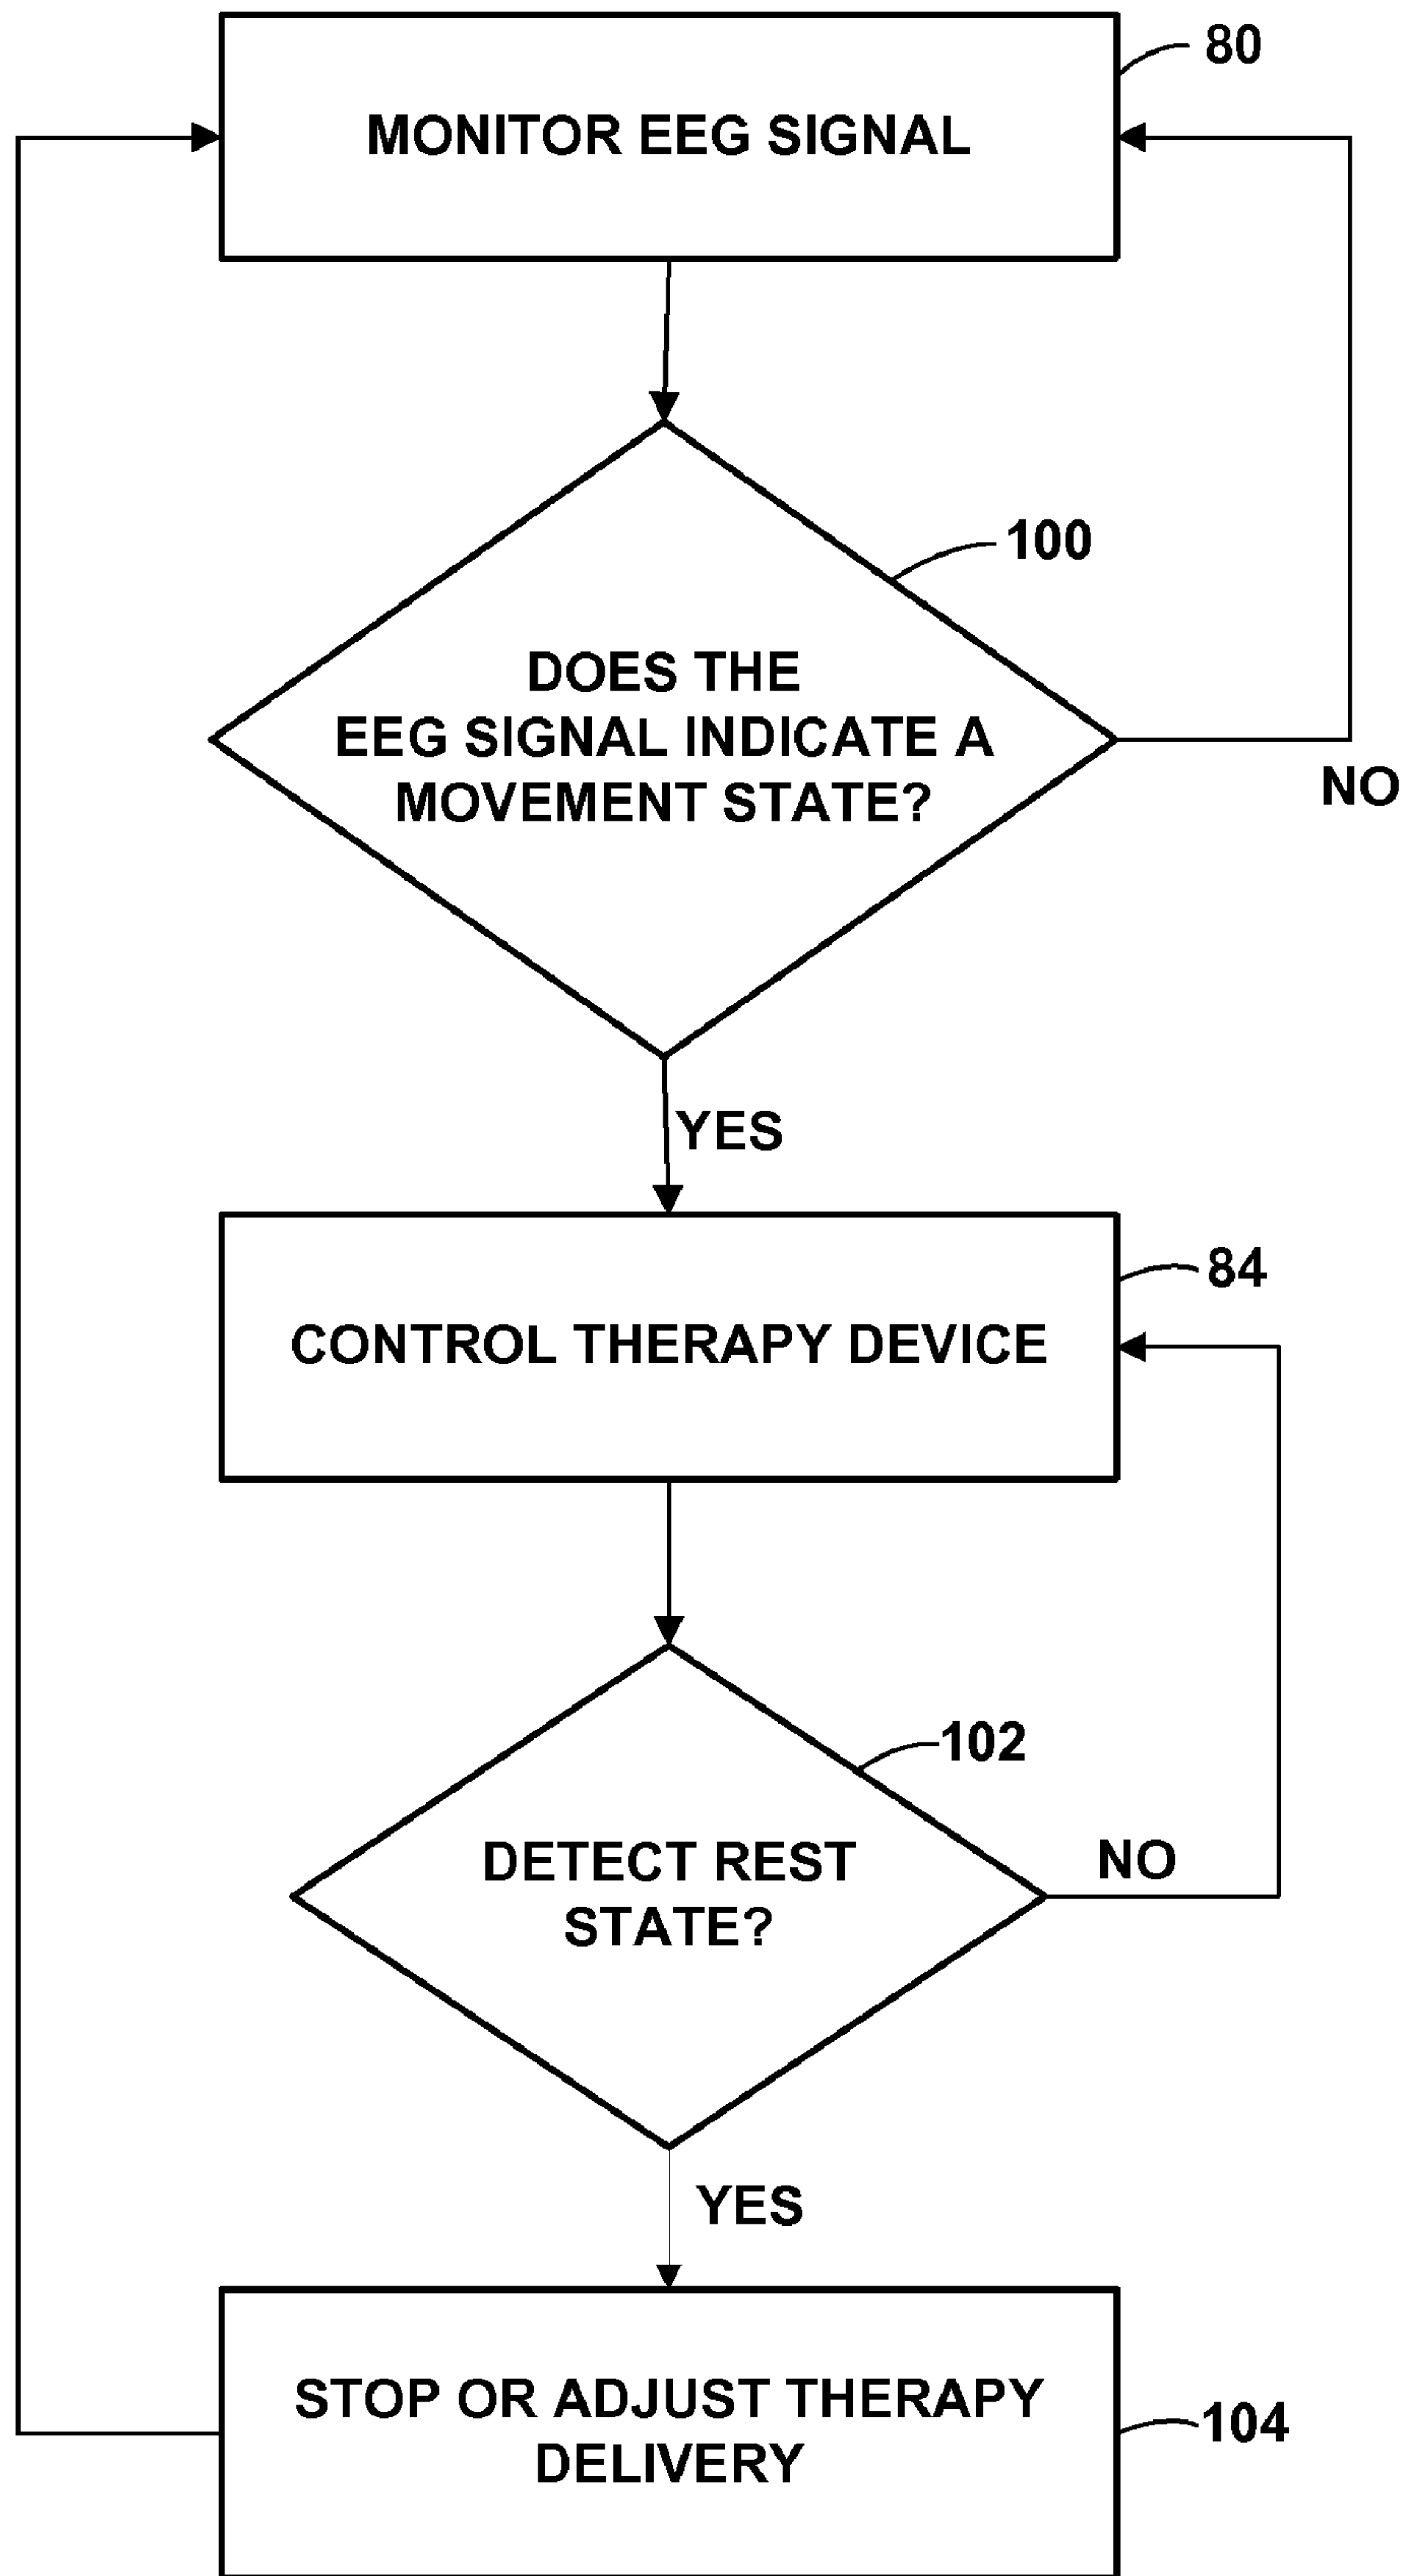 80
MONITOR EEG SIGNAL
100
DOES THE
EEG SIGNAL INDICATE A
MOVEMENT STATE?
NO
YES
84
CONTROL THERAPY DEVICE
102
DETECT REST
STATE?
NO
YES
STOP OR ADJUST THERAPY
DELIVERY
104